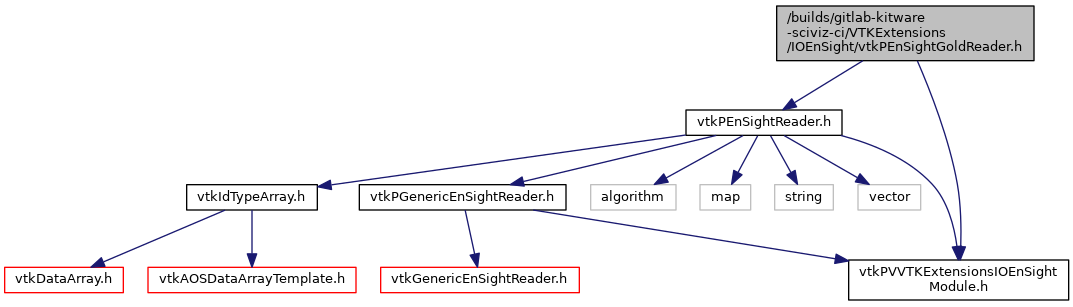 /builds/gitlab-kitware
-sciviz-ci/VTKExtensions
/IOEnSight/vtkPEnSightGoldReader.h
vtkPEnSightReader.h
vtkIdTypeArray.h
vtkPGenericEnSightReader.h
algorithm
map
string
vector
vtkDataArray.h
vtkAOSDataArrayTemplate.h
vtkGenericEnSightReader.h
vtkPVVTKExtensionsIOEnSight
Module.h